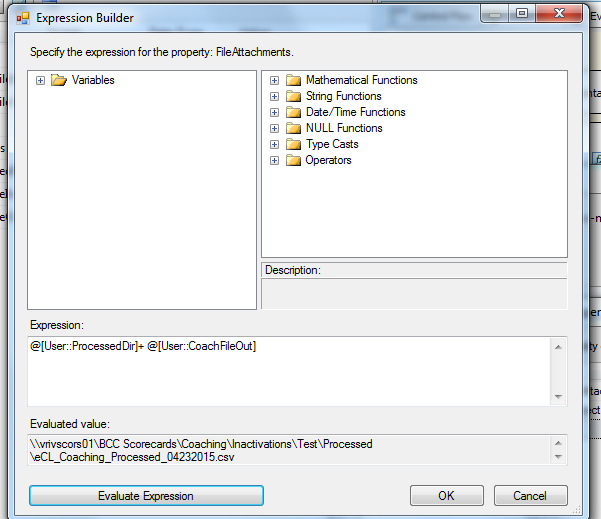 Expression Builder
Specify the expression for the property: FileAttachments.
Variables
Mathematical Functions
String Functions
Date/Time Functions
NULL Functions
Type Casts
Operators
Description:
Expression:
@[User::ProcessedDir]+ @[User::CoachFileOut]
Evaluated value:
\\vrivscors01\BCC Scorecards\Coaching\Inactivations\Test\Processed
\eCL_Coaching_Processed_04232015.csv
Evaluate Expression
OK
Cancel